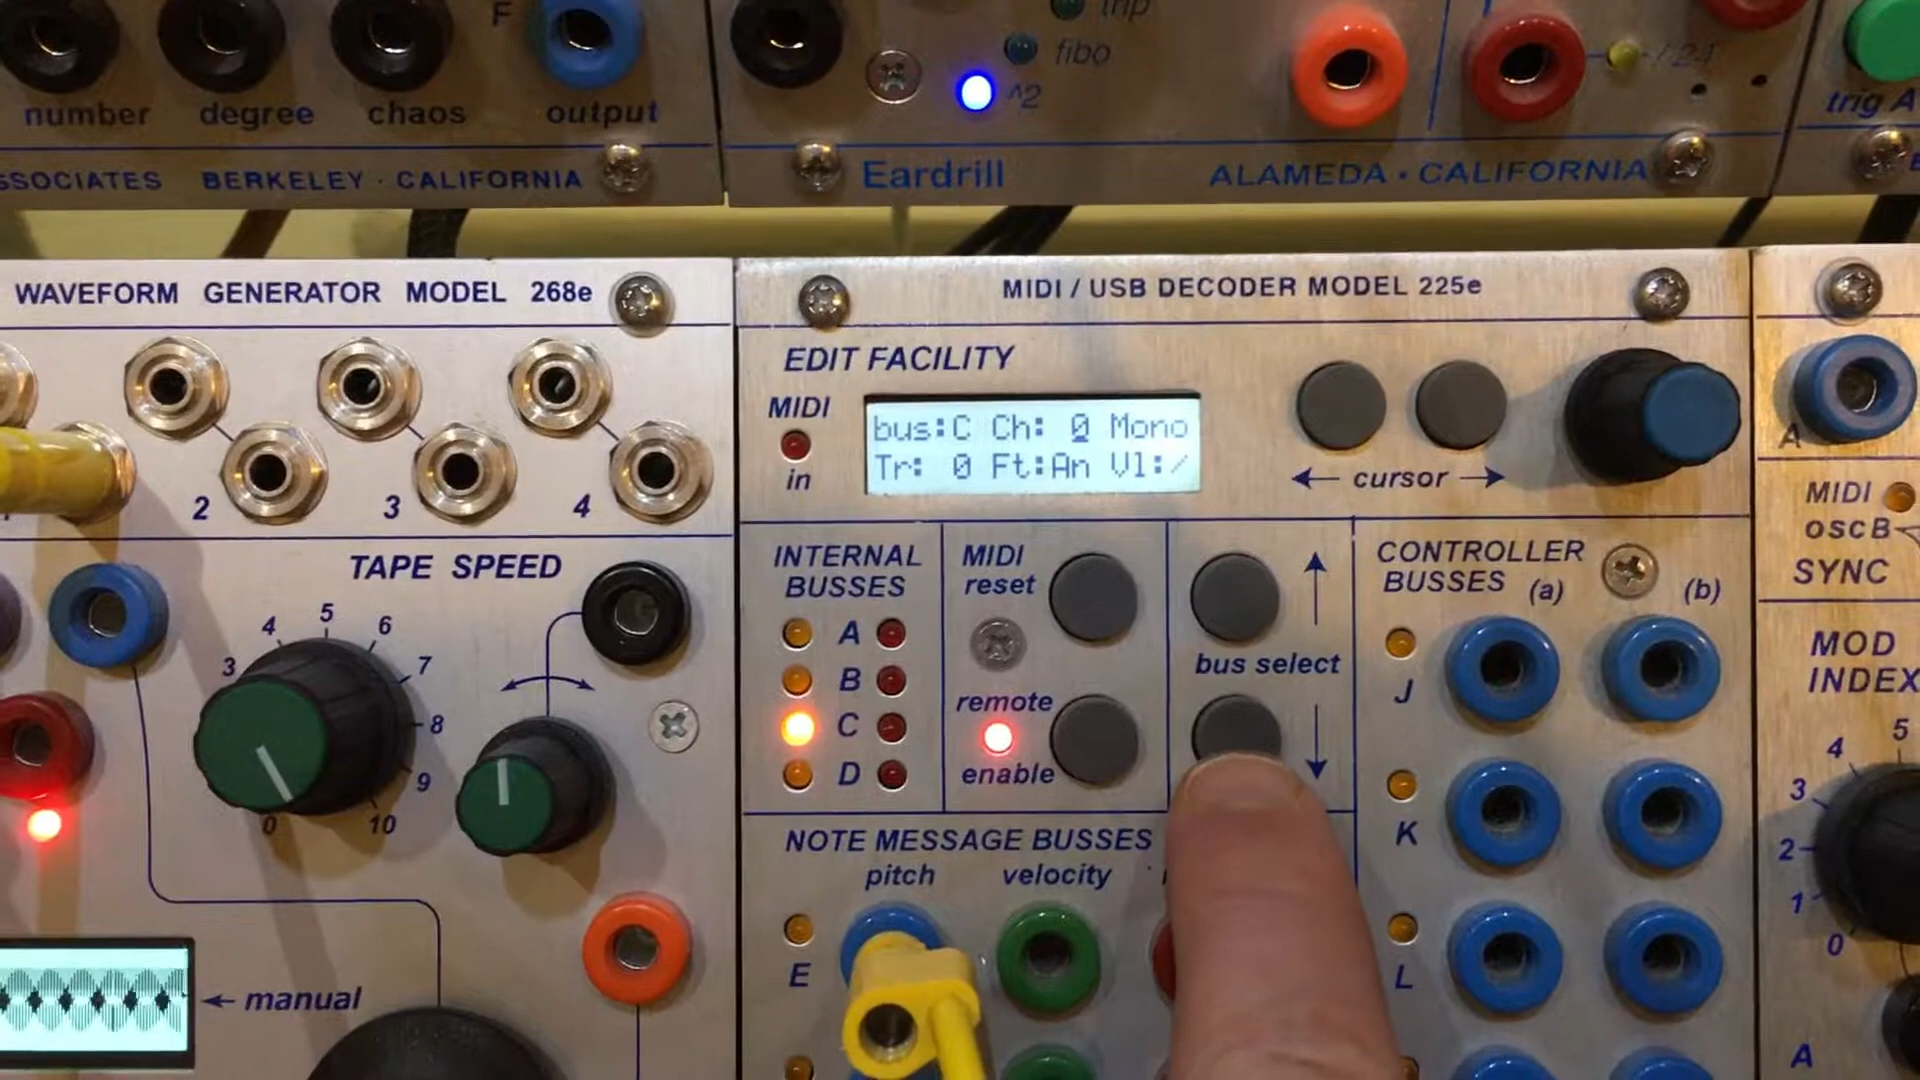 F
trip
fibo
^2
/24
number degree chaos output
trig A
SSOCIATES BERKELEY · CALIFORNIA
Eardrill
ALAMEDA · CALIFORNIA
WAVEFORM GENERATOR MODEL 268e
2
3
4
TAPE SPEED
3
4
5
6
7
8
9
0
10
manual
MIDI / USB DECODER MODEL 225e
EDIT FACILITY
MIDI
in
bus:C Ch: 0 Mono
Tr: 0 Ft:An Vl:/
cursor
INTERNAL
BUSSES
A
B
C
D
MIDI
reset
remote
enable
bus select
CONTROLLER
BUSSES (a) (b)
J
K
L
NOTE MESSAGE BUSSES
pitch velocity
E
A
MIDI
oscB
SYNC
MOD
INDEX
5
4
3
2
1
0
A